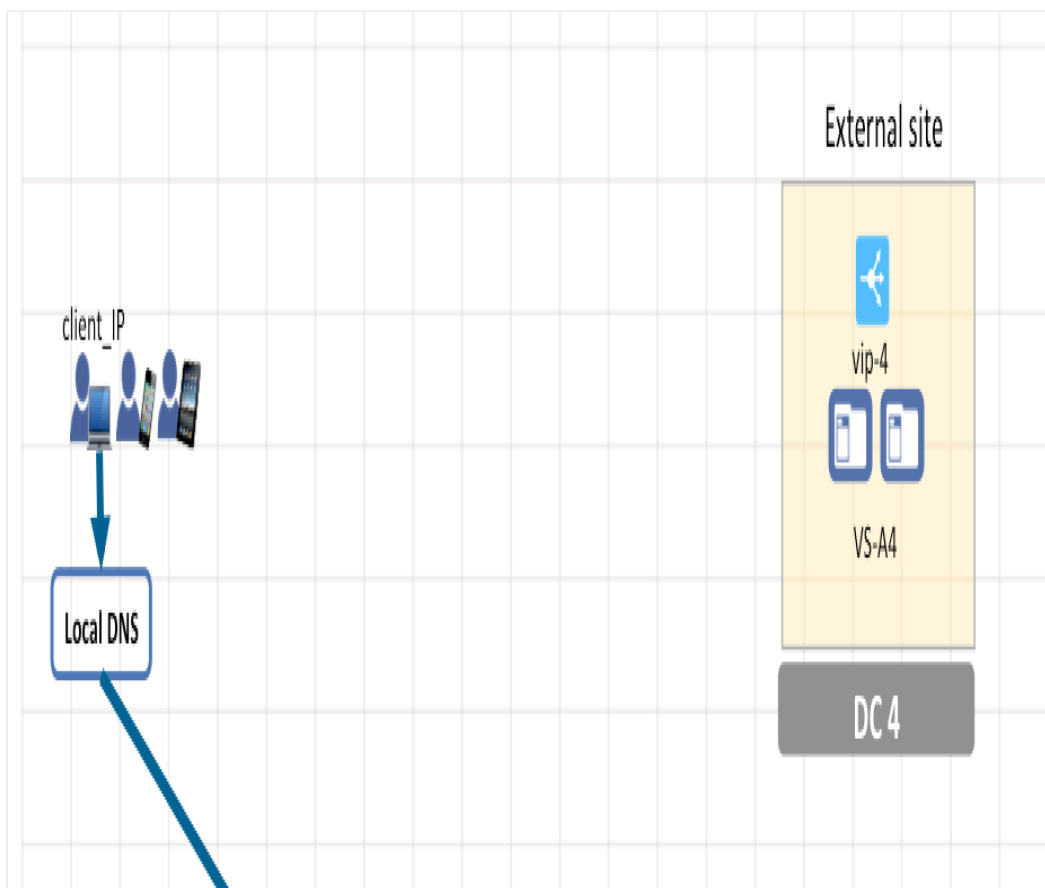 External site
client_IP
vip-4
VS-A4
Local DNS
DC 4